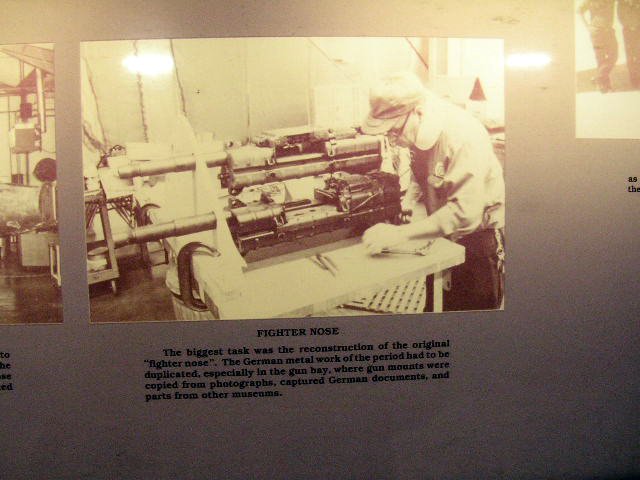 FIGHTER NOSE
The biggest task was the reconstruction of the original
"fighter nose". The German metal work of the period had to be
duplicated, especially in the gun bay, where gun mounts were
copied from photographs, captured German documents, and
parts from other museums.
to
as